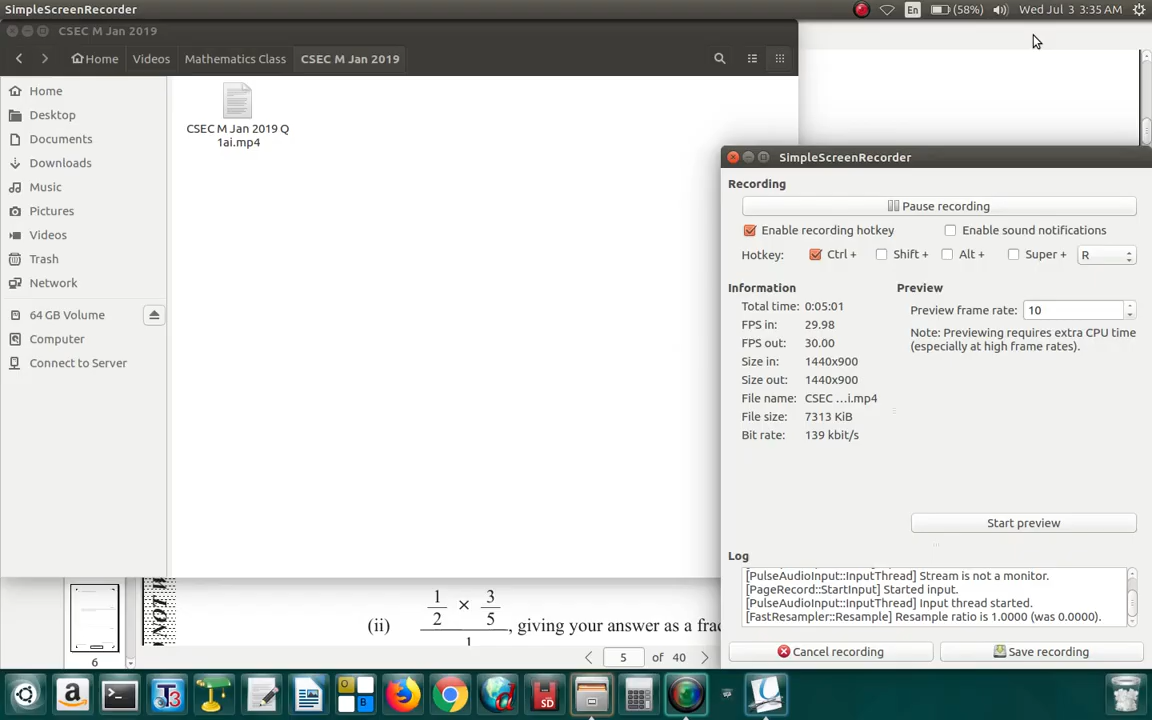 SimpleScreenRecorder
En
(58%)
Wed Jul 3 3:35 AM
CSEC M Jan 2019
Home
Videos
Mathematics Class
CSEC M Jan 2019
Home
Desktop
Documents
Downloads
Music
Pictures
Videos
Trash
Network
64 GB Volume
Computer
Connect to Server
CSEC M Jan 2019 Q
1ai.mp4
SimpleScreenRecorder
Recording
Pause recording
Enable recording hotkey
Enable sound notifications
Hotkey:
Ctrl +
Shift +
Alt +
Super +
R
Information
Total time: 0:05:01
FPS in: 29.98
FPS out: 30.00
Size in: 1440x900
Size out: 1440x900
File name: CSEC ...i.mp4
File size: 7313 KiB
Bit rate: 139 kbit/s
Preview
Preview frame rate: 10
Note: Previewing requires extra CPU time
(especially at high frame rates).
Start preview
Log
[PulseAudioInput::InputThread] Stream is not a monitor.
[PageRecord::StartInput] Started input.
[PulseAudioInput::InputThread] Input thread started.
[FastResampler::Resample] Resample ratio is 1.0000 (was 0.0000).
Cancel recording
Save recording
6
1 × 3
2 5
(ii) , giving your answer as a
1
5 of 40
SD